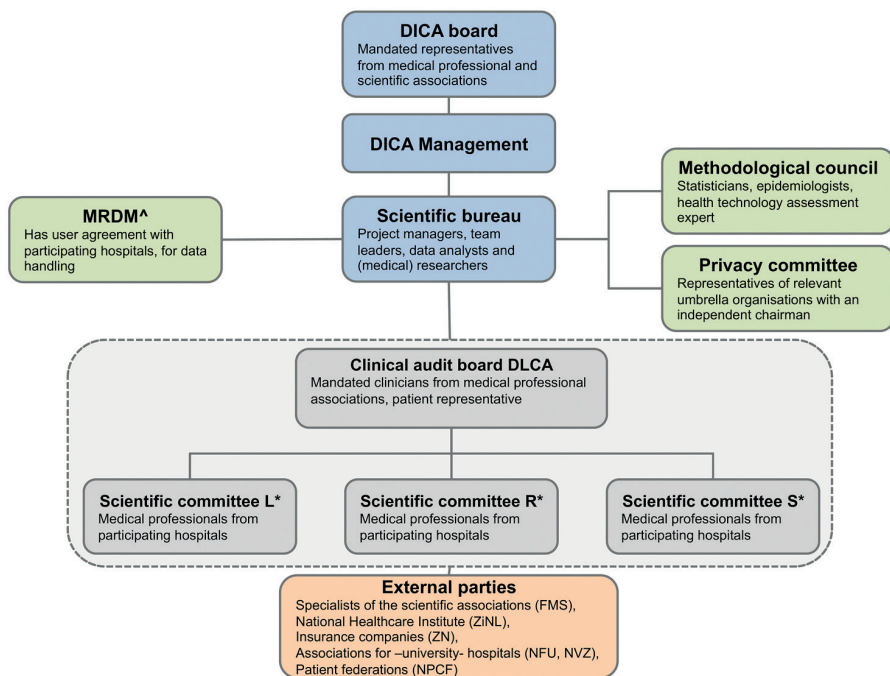 DICA board
Mandated representatives
from medical professional and
scientific associations
DICA Management
Scientific bureau
Project managers, team
leaders, data analysts and
(medical) researchers
MRDM^
Has user agreement with
participating hospitals, for data
handling
Methodological council
Statisticians, epidemiologists,
health technology assessment
expert
Privacy committee
Representatives of relevant
umbrella organisations with an
independent chairman
Clinical audit board DLCA
Mandated clinicians from medical professional
associations, patient representative
Scientific committee L*
Medical professionals from
participating hospitals
Scientific committee R*
Medical professionals from
participating hospitals
Scientific committee S*
Medical professionals from
participating hospitals
External parties
Specialists of the scientific associations (FMS),
National Healthcare Institute (ZiNL),
Insurance companies (ZN),
Associations for –university- hospitals (NFU, NVZ),
Patient federations (NPCF)